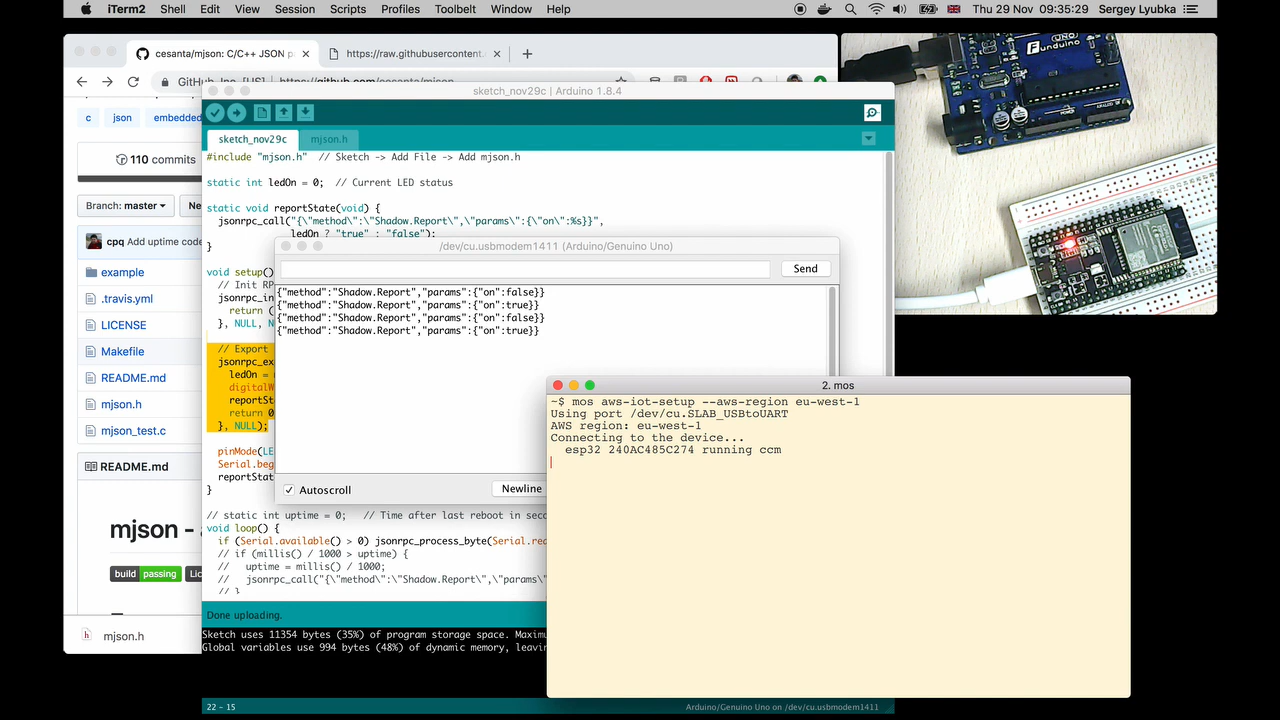 iTerm2 Shell Edit View Session Scripts Profiles Toolbelt Window Help
Thu 29 Nov 09:35:29 Sergey Lyubka
cesanta/mjson: C/C++ JSON p
https://raw.githubusercontent.
GitHub, Inc. [US] https://github.com/cesanta/mjson
c json embedded
110 commits
Branch: master
cpq Add uptime code
example
.travis.yml
LICENSE
Makefile
README.md
mjson.h
mjson_test.c
README.md
mjson -
build passing
mjson.h
sketch_nov29c | Arduino 1.8.4
sketch_nov29c mjson.h
#include "mjson.h" // Sketch -> Add File -> Add mjson.h
static int ledOn = 0; // Current LED status
static void reportState(void) {
jsonrpc_call("{\"method\":\"Shadow.Report\",\"params\":{\"on\":%s}}",
ledOn ? "true" : "false");
}
void setup()
// Init RP
jsonrpc_in
return (
}, NULL, N
// Export
jsonrpc_ex
ledOn =
digitalW
reportSt
return 0
}, NULL);
pinMode(LE
Serial.beg
reportStat
}
// static int uptime = 0; // Time after last reboot in seco
void loop() {
if (Serial.available() > 0) jsonrpc_process_byte(Serial.rea
// if (millis() / 1000 > uptime) {
// uptime = millis() / 1000;
// jsonrpc_call("{\"method\":\"Shadow.Report\",\"params\"
// }
Done uploading.
Sketch uses 11354 bytes (35%) of program storage space. Maximu
Global variables use 994 bytes (48%) of dynamic memory, leavin
22 - 15
Arduino/Genuino Uno on /dev/cu.usbmodem1411
/dev/cu.usbmodem1411 (Arduino/Genuino Uno)
Send
{"method":"Shadow.Report","params":{"on":false}}
{"method":"Shadow.Report","params":{"on":true}}
{"method":"Shadow.Report","params":{"on":false}}
{"method":"Shadow.Report","params":{"on":true}}
Autoscroll
Newline
2. mos
~$ mos aws-iot-setup --aws-region eu-west-1
Using port /dev/cu.SLAB_USBtoUART
AWS region: eu-west-1
Connecting to the device...
esp32 240AC485C274 running ccm
UNO
Funduino